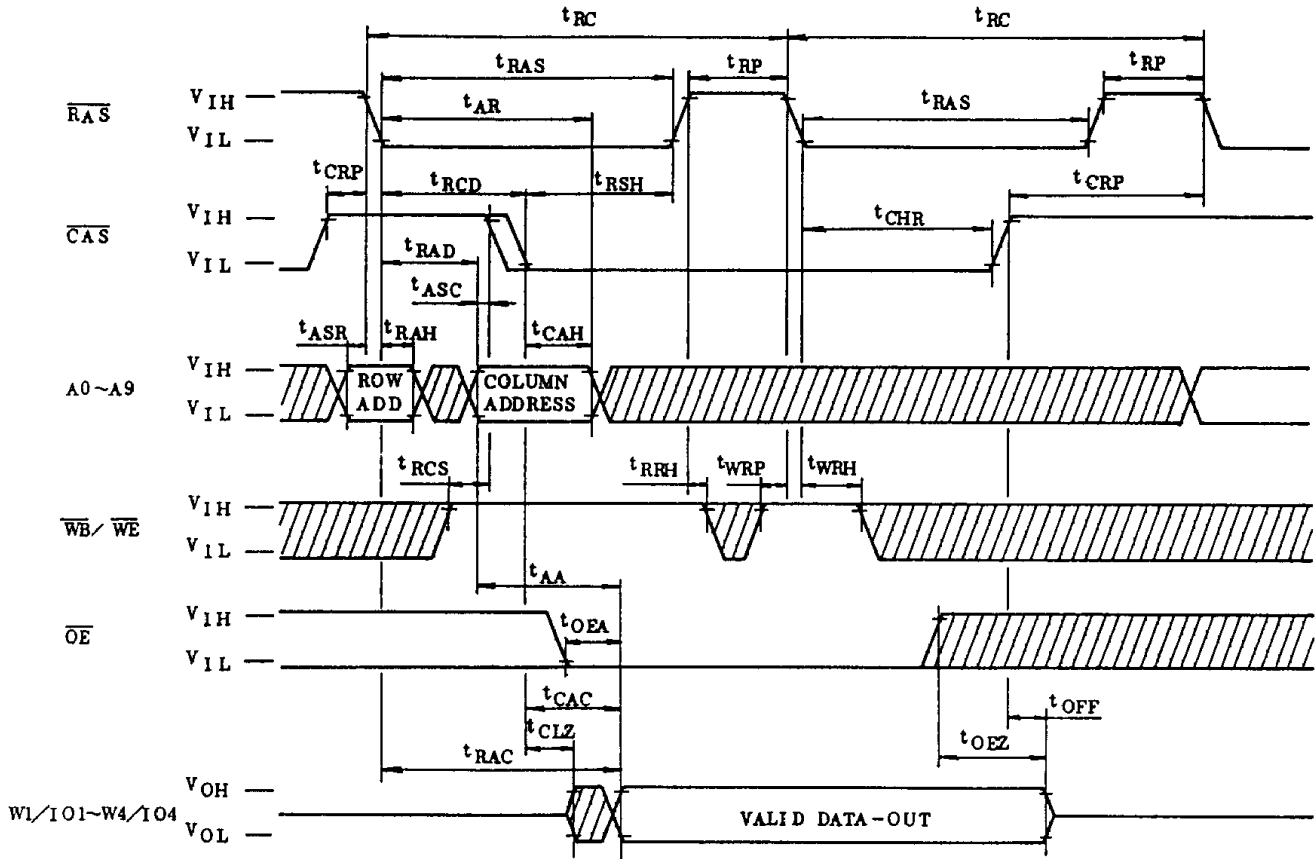 tRC tRC
tRAS tRP tRP
RAS VIH tAR tRAS
VIL
tCRP tRCD tRSH tCRP
CAS VIH tCHR
VIL tRAD
tASC
tASR tRAH tCAH
A0~A9 VIH ROW COLUMN
VIL ADD ADDRESS
tRCS tRRH tWRP tWRH
WB/WE VIH
VIL
tAA
OE VIH tOEA
VIL
tCAC tOFF
tCLZ tOEZ
tRAC
W1/IO1~W4/IO4 VOH
VOL VALID DATA-OUT